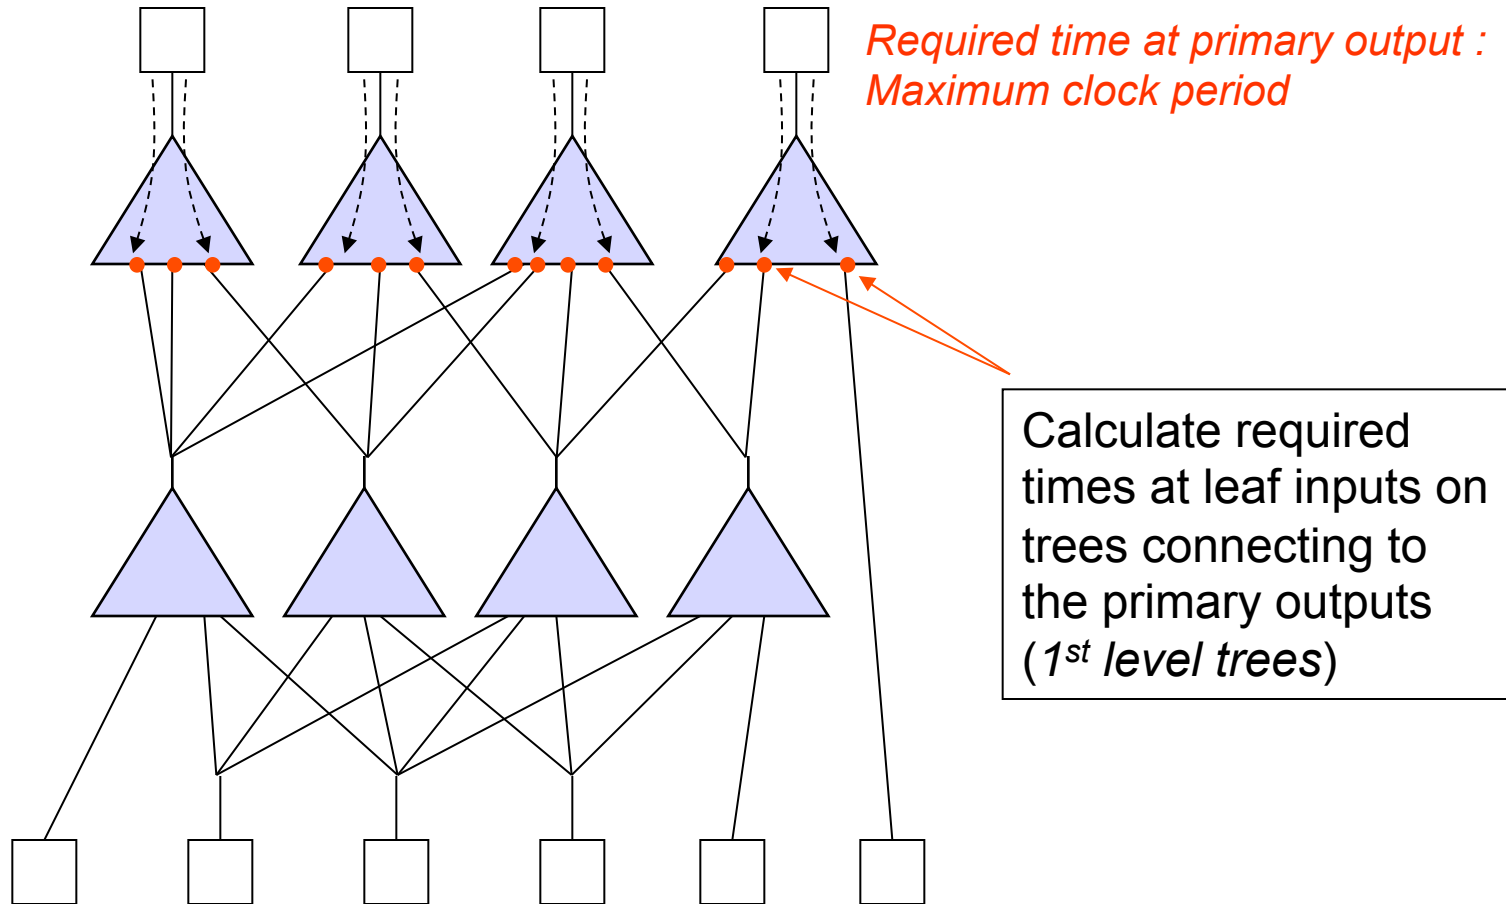 Required time at primary output :
Maximum clock period
Calculate required
times at leaf inputs on
trees connecting to
the primary outputs
(1st level trees)